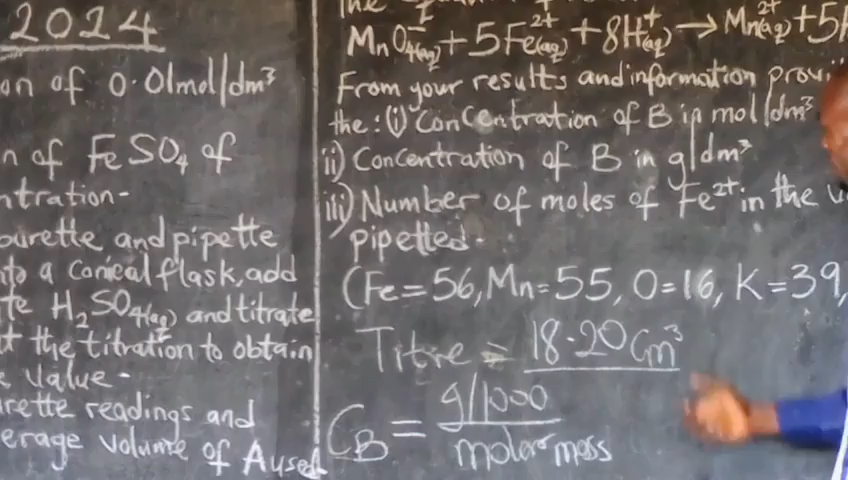 2024
on of 0.01mol/dm³
n of FeSO₄ of
ntration-
burette and pipette
nto a conical flask, add
te H₂SO₄(aq) and titrate
t the titration to obtain
e value-
urette readings and
erage volume of A used
The
MnO₄⁻(aq) + 5Fe²⁺(aq) + 8H⁺(aq) → Mn²⁺(aq) + 5
From your results and information provi
the: (i) Concentration of B in mol/dm³
ii) Concentration of B in g/dm³
iii) Number of moles of Fe²⁺ in the v
pipetted-
(Fe=56, Mn=55, O=16, K=39,
Titre = 18.20cm³
C_B = g/1000
molar mass